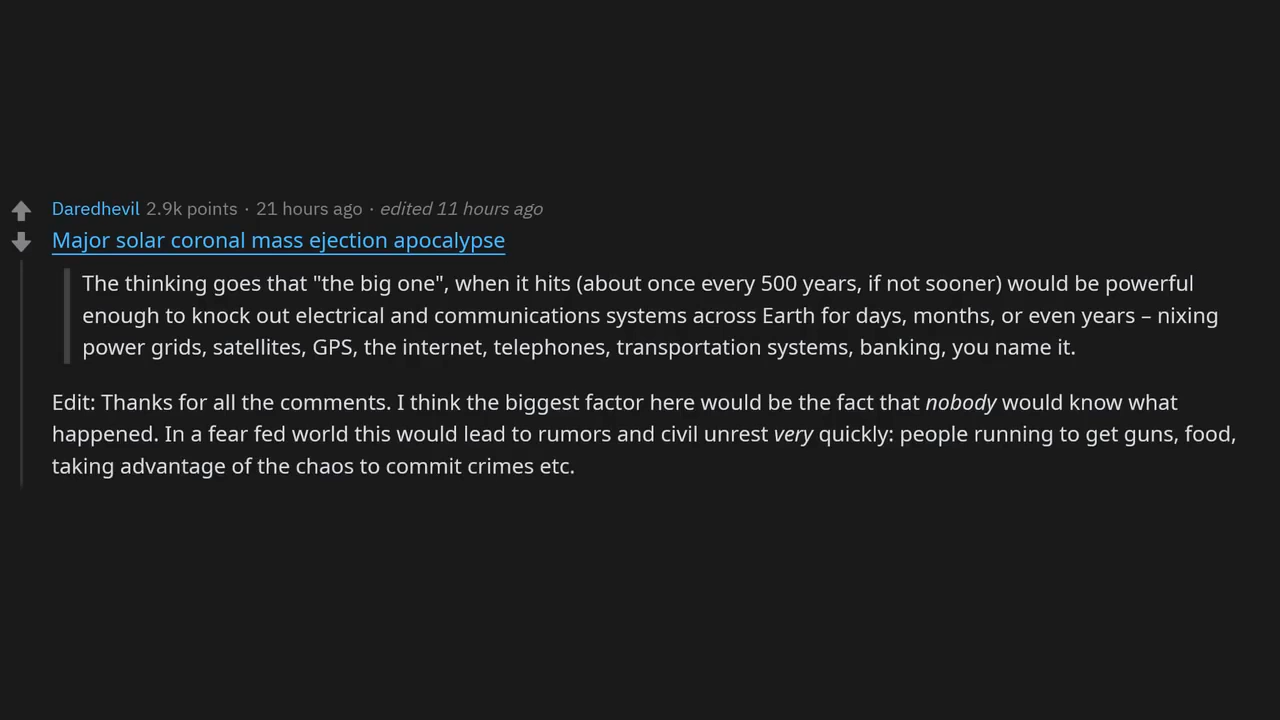 Daredhevil 2.9k points · 21 hours ago · edited 11 hours ago
Major solar coronal mass ejection apocalypse
The thinking goes that "the big one", when it hits (about once every 500 years, if not sooner) would be powerful
enough to knock out electrical and communications systems across Earth for days, months, or even years – nixing
power grids, satellites, GPS, the internet, telephones, transportation systems, banking, you name it.
Edit: Thanks for all the comments. I think the biggest factor here would be the fact that nobody would know what
happened. In a fear fed world this would lead to rumors and civil unrest very quickly: people running to get guns, food,
taking advantage of the chaos to commit crimes etc.